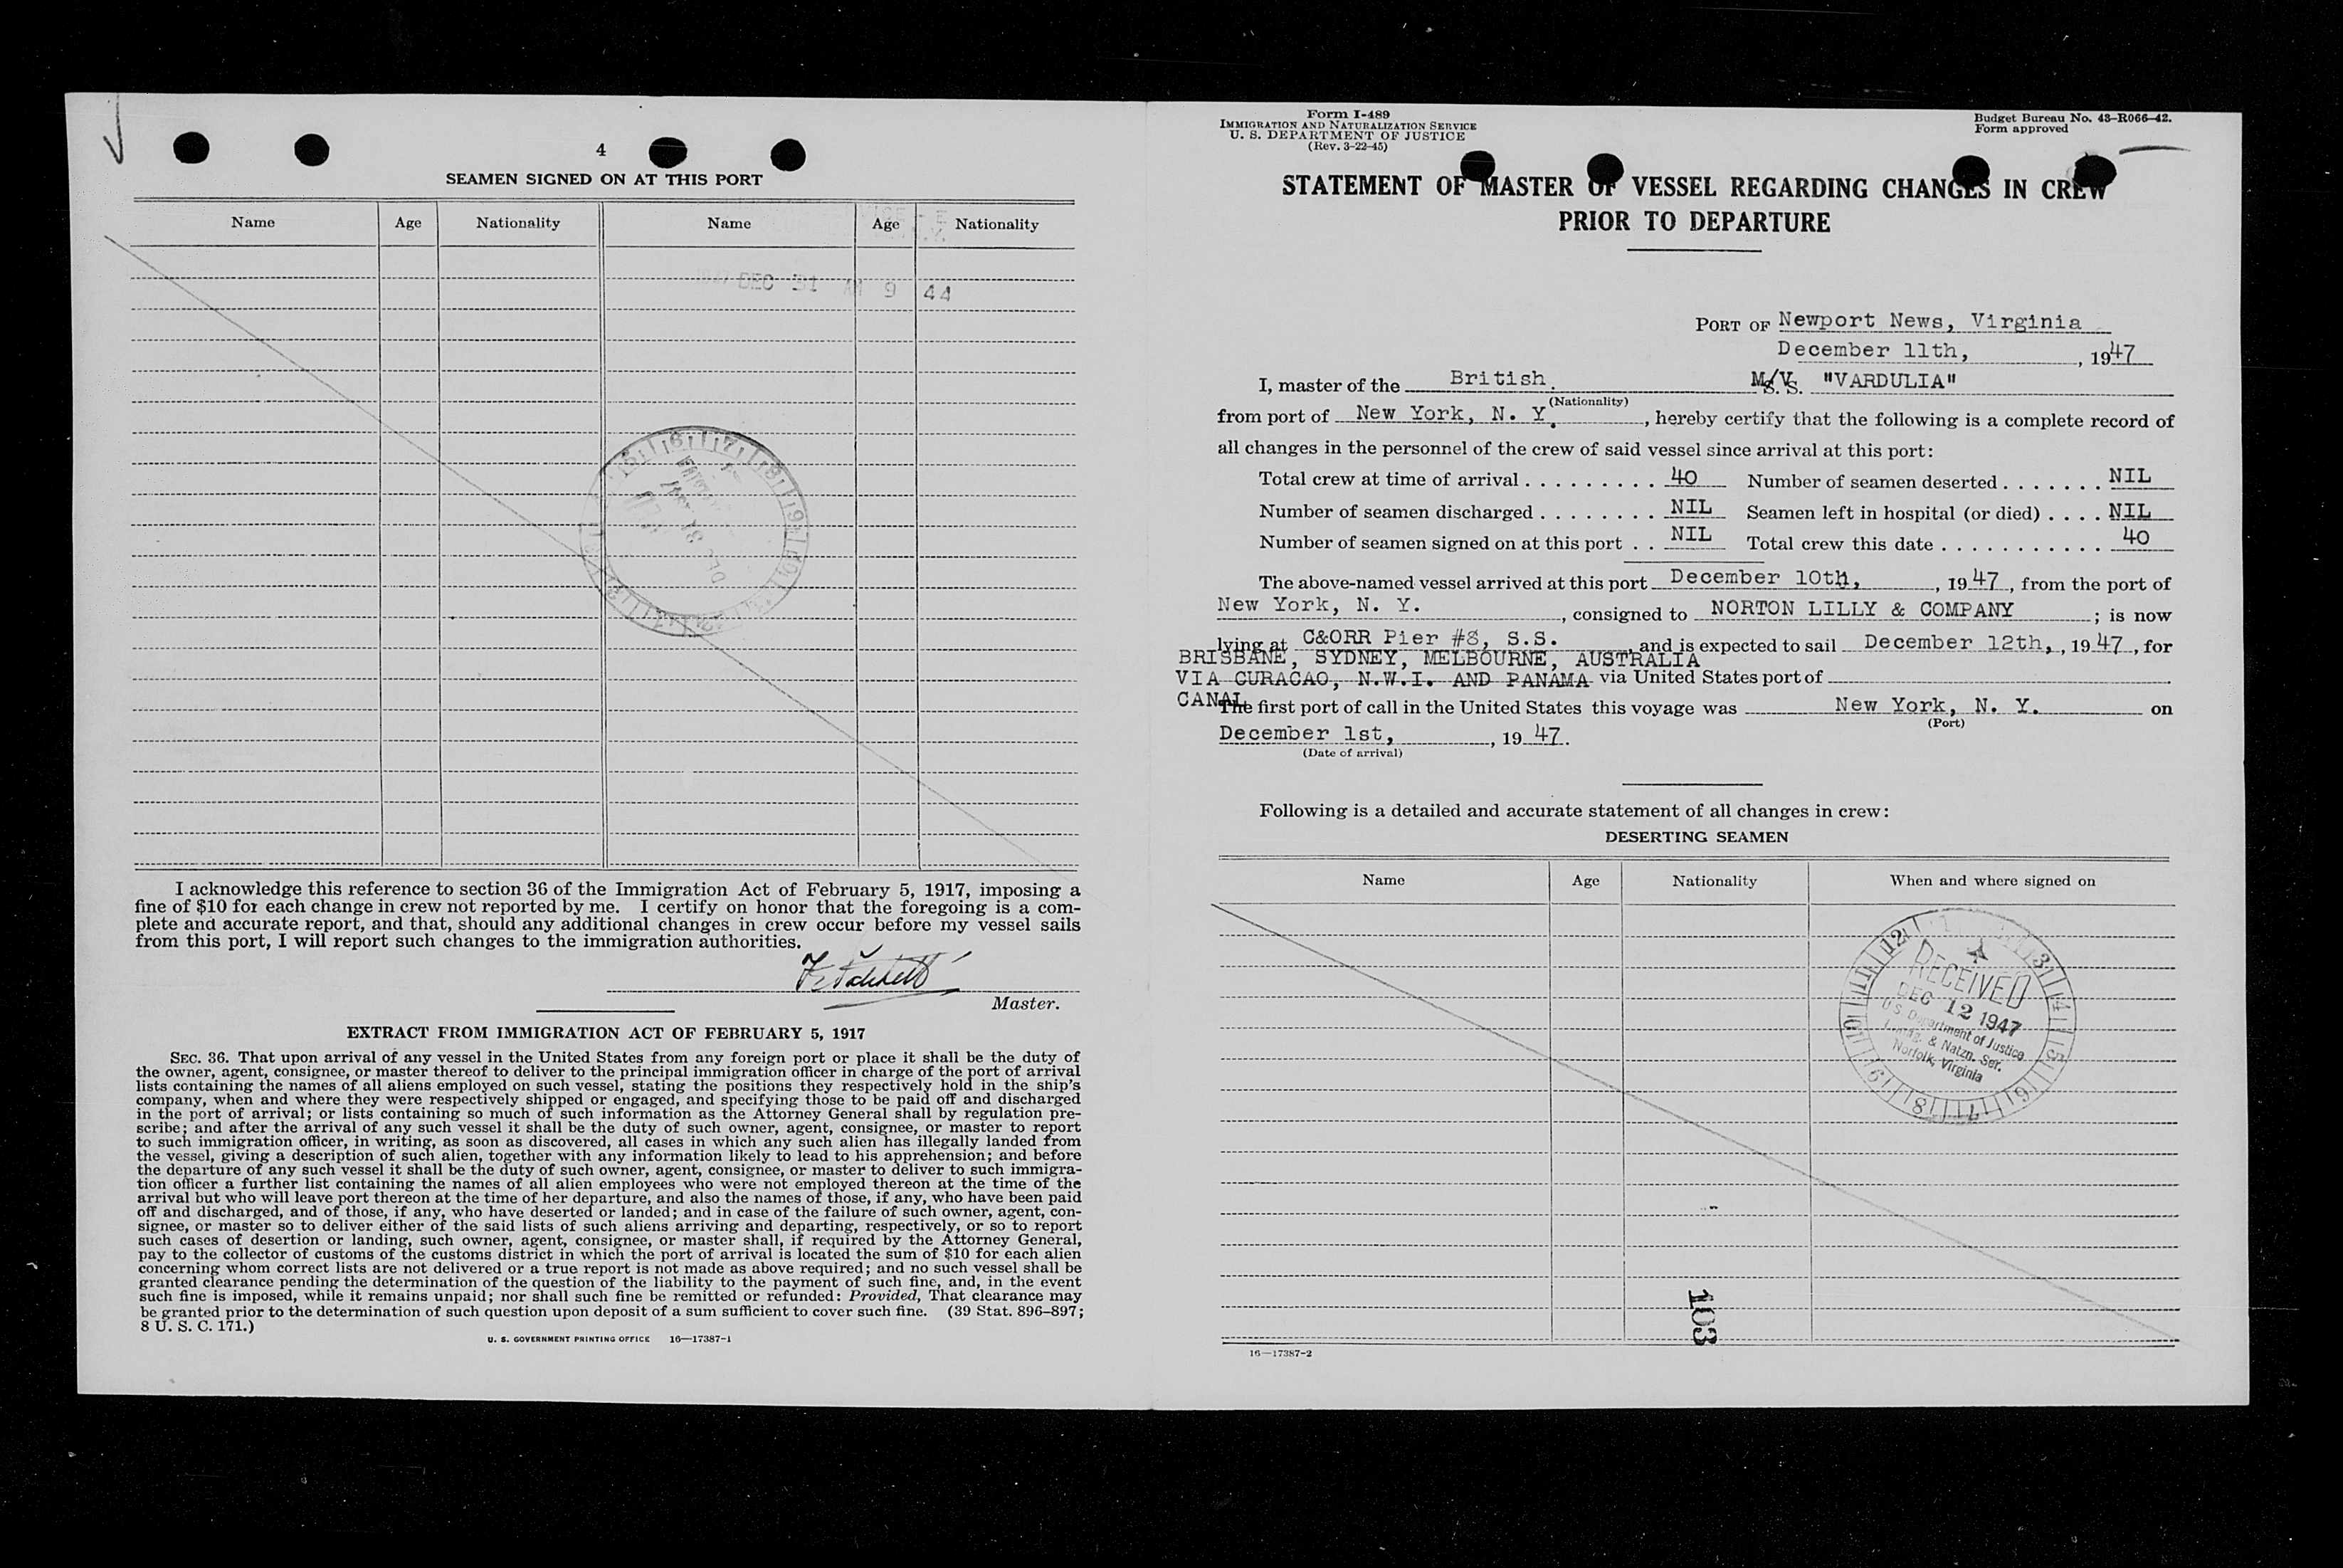 4
SEAMEN SIGNED ON AT THIS PORT
Name Age Nationality Name Age Nationality
DEC 31 AM 9 44
I acknowledge this reference to section 36 of the Immigration Act of February 5, 1917, imposing a
fine of $10 for each change in crew not reported by me. I certify on honor that the foregoing is a com-
plete and accurate report, and that, should any additional changes in crew occur before my vessel sails
from this port, I will report such changes to the immigration authorities.
Master.
EXTRACT FROM IMMIGRATION ACT OF FEBRUARY 5, 1917
SEC. 36. That upon arrival of any vessel in the United States from any foreign port or place it shall be the duty of
the owner, agent, consignee, or master thereof to deliver to the principal immigration officer in charge of the port of arrival
lists containing the names of all aliens employed on such vessel, stating the positions they respectively hold in the ship's
company, when and where they were respectively shipped or engaged, and specifying those to be paid off and discharged
in the port of arrival; or lists containing so much of such information as the Attorney General shall by regulation pre-
scribe; and after the arrival of any such vessel it shall be the duty of such owner, agent, consignee, or master to report
to such immigration officer, in writing, as soon as discovered, all cases in which any such alien has illegally landed from
the vessel, giving a description of such alien, together with any information likely to lead to his apprehension; and before
the departure of any such vessel it shall be the duty of such owner, agent, consignee, or master to deliver to such immigra-
tion officer a further list containing the names of all alien employees who were not employed thereon at the time of the
arrival but who will leave port thereon at the time of her departure, and also the names of those, if any, who have been paid
off and discharged, and of those, if any, who have deserted or landed; and in case of the failure of such owner, agent, con-
signee, or master so to deliver either of the said lists of such aliens arriving and departing, respectively, or so to report
such cases of desertion or landing, such owner, agent, consignee, or master shall, if required by the Attorney General,
pay to the collector of customs of the customs district in which the port of arrival is located the sum of $10 for each alien
concerning whom correct lists are not delivered or a true report is not made as above required; and no such vessel shall be
granted clearance pending the determination of the question of the liability to the payment of such fine, and, in the event
such fine is imposed, while it remains unpaid; nor shall such fine be remitted or refunded: Provided, That clearance may
be granted prior to the determination of such question upon deposit of a sum sufficient to cover such fine. (39 Stat. 896–897;
8 U. S. C. 171.)
U. S. GOVERNMENT PRINTING OFFICE 16—17387-1
Form I-489
IMMIGRATION AND NATURALIZATION SERVICE
U. S. DEPARTMENT OF JUSTICE
(Rev. 3-22-45)
Budget Bureau No. 43–R066–42.
Form approved
STATEMENT OF MASTER OF VESSEL REGARDING CHANGES IN CREW
PRIOR TO DEPARTURE
PORT OF Newport News, Virginia
December 11th, , 1947
I, master of the British. M/V. S. S. "VARDULIA"
(Nationality)
from port of New York, N. Y. , hereby certify that the following is a complete record of
all changes in the personnel of the crew of said vessel since arrival at this port:
Total crew at time of arrival . . . . . . . . . 40 Number of seamen deserted . . . . . . . NIL
Number of seamen discharged . . . . . . . . NIL Seamen left in hospital (or died) . . . . NIL
Number of seamen signed on at this port . . NIL Total crew this date . . . . . . . . . . . 40
The above-named vessel arrived at this port December 10th, , 1947 , from the port of
New York, N. Y. , consigned to NORTON LILLY & COMPANY ; is now
lying at C&ORR Pier #8, S.S. , and is expected to sail December 12th, , 1947 , for
BRISBANE, SYDNEY, MELBOURNE, AUSTRALIA
VIA CURACAO, N.W.I. AND PANAMA via United States port of
CANAL
The first port of call in the United States this voyage was New York, N. Y. on
(Port)
December 1st, , 1947.
(Date of arrival)
Following is a detailed and accurate statement of all changes in crew:
DESERTING SEAMEN
Name Age Nationality When and where signed on
RECEIVED
DEC 12 1947
U.S. Department of Justice
Immig. & Natzn. Ser.
Norfolk, Virginia
103
16—17387-2